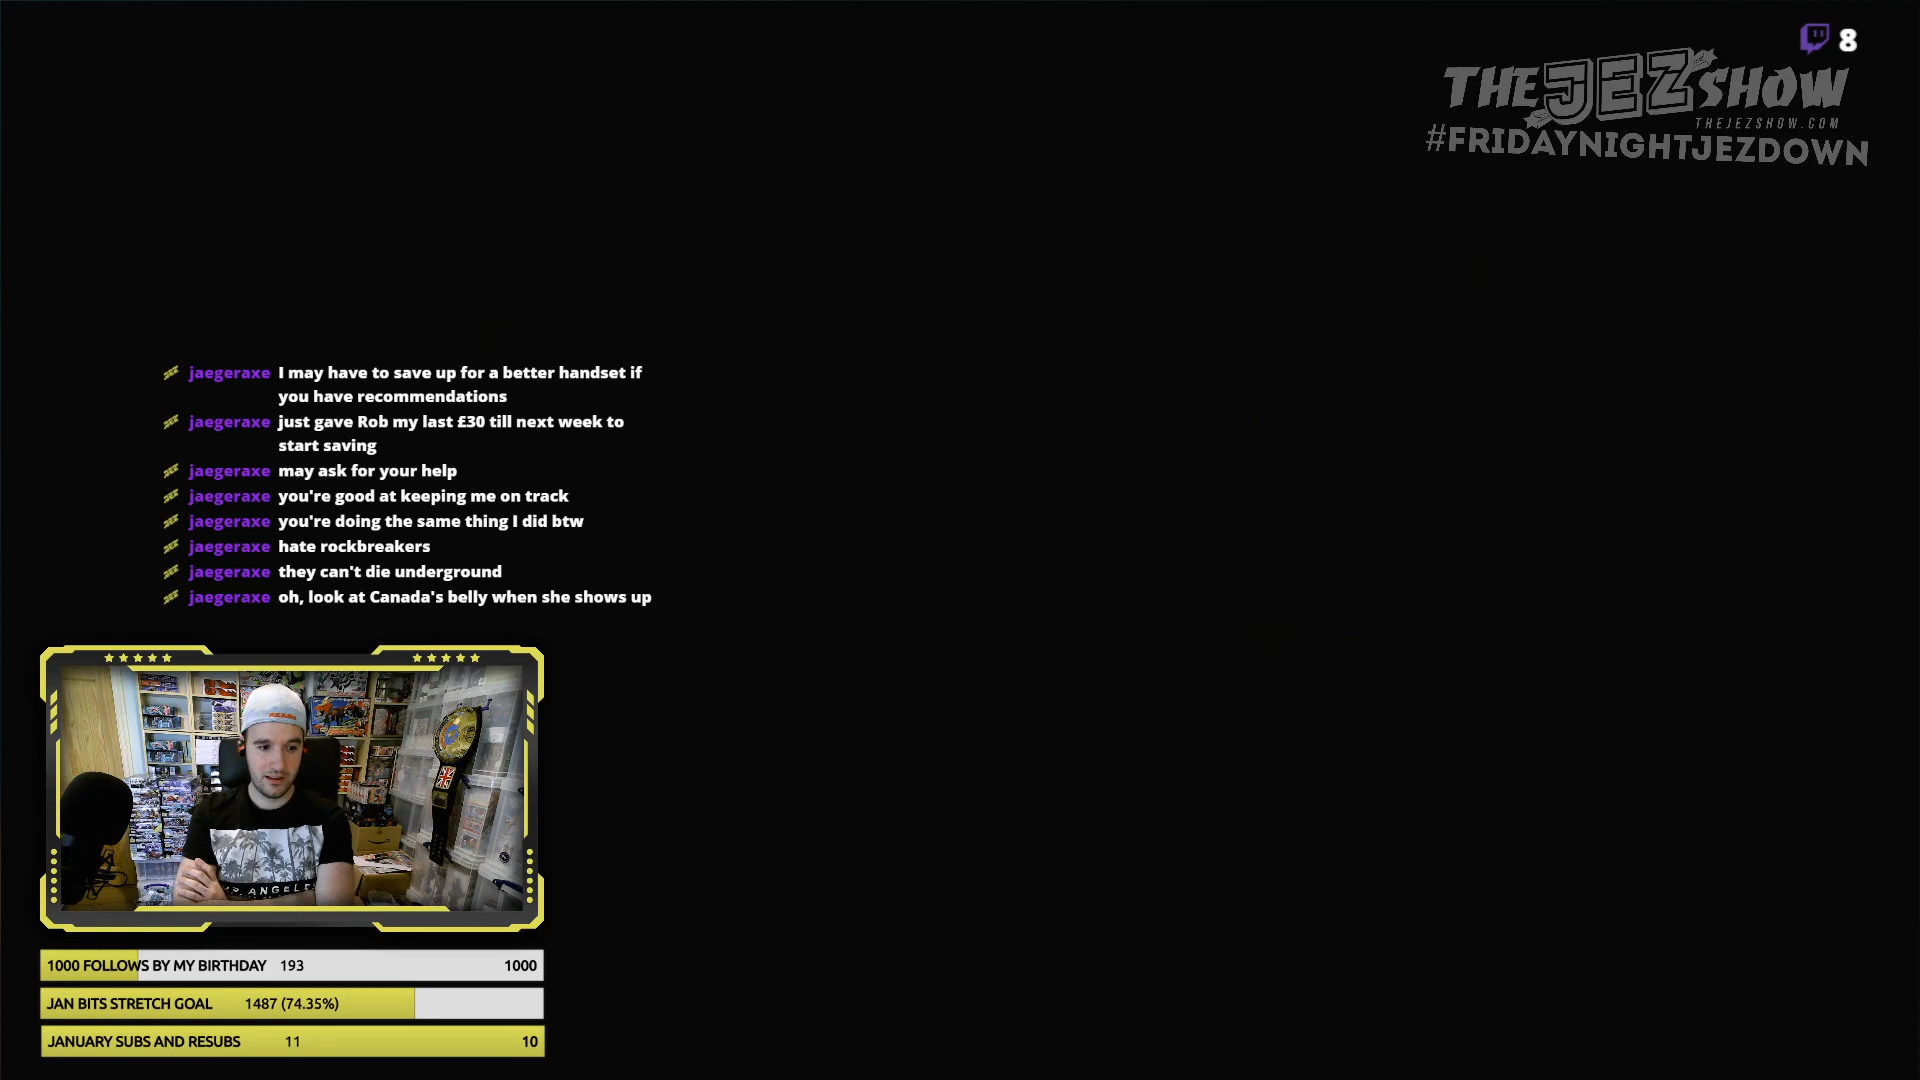 8
THE JEZ SHOW
THEJEZSHOW.COM
#FRIDAYNIGHTJEZDOWN
jaegeraxe I may have to save up for a better handset if
you have recommendations
jaegeraxe just gave Rob my last £30 till next week to
start saving
jaegeraxe may ask for your help
jaegeraxe you're good at keeping me on track
jaegeraxe you're doing the same thing I did btw
jaegeraxe hate rockbreakers
jaegeraxe they can't die underground
jaegeraxe oh, look at Canada's belly when she shows up
ANGELES
1000 FOLLOWS BY MY BIRTHDAY 193 1000
JAN BITS STRETCH GOAL 1487 (74.35%)
JANUARY SUBS AND RESUBS 11 10